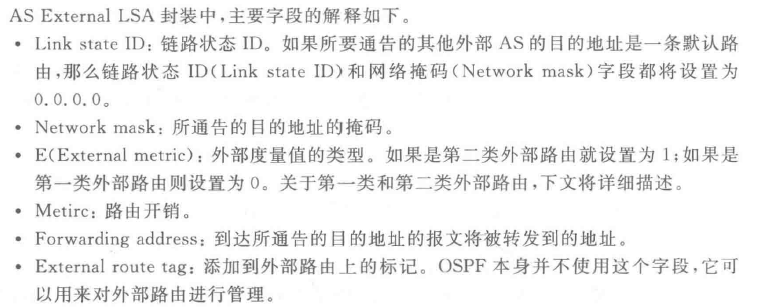 AS External LSA 封装中,主要字段的解释如下。
• Link state ID: 链路状态 ID。如果所要通告的其他外部 AS 的目的地址是一条默认路
由,那么链路状态 ID(Link state ID)和网络掩码(Network mask)字段都将设置为
0.0.0.0。
• Network mask: 所通告的目的地址的掩码。
• E(External metric): 外部度量值的类型。如果是第二类外部路由就设置为 1;如果是
第一类外部路由则设置为 0。关于第一类和第二类外部路由,下文将详细描述。
• Metirc: 路由开销。
• Forwarding address: 到达所通告的目的地址的报文将被转发到的地址。
• External route tag: 添加到外部路由上的标记。OSPF 本身并不使用这个字段,它可
以用来对外部路由进行管理。